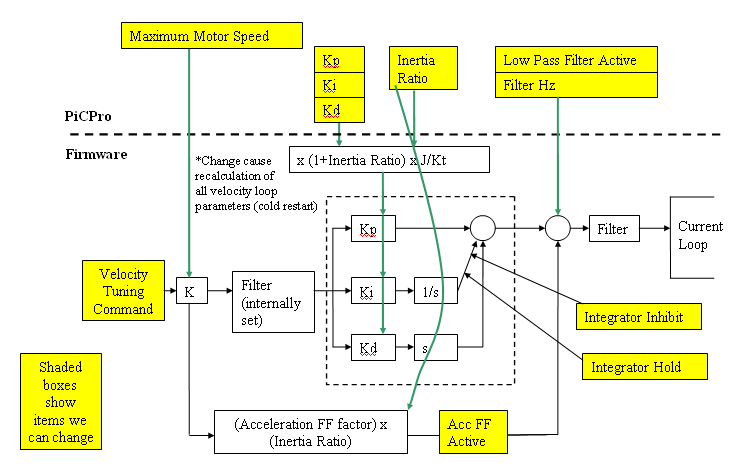 Maximum Motor Speed
Kp
Ki
Kd
Inertia
Ratio
Low Pass Filter Active
Filter Hz
PiCPro
Firmware
*Change cause
recalculation of
all velocity loop
parameters (cold restart)
x (1+Inertia Ratio) x J/Kt
Kp
Filter
Current
Loop
Velocity
Tuning
Command
K
Filter
(internally
set)
Ki
1/s
Integrator Inhibit
Kd
s
Integrator Hold
Shaded
boxes
show
items we
can change
(Acceleration FF factor) x
(Inertia Ratio)
Acc FF
Active